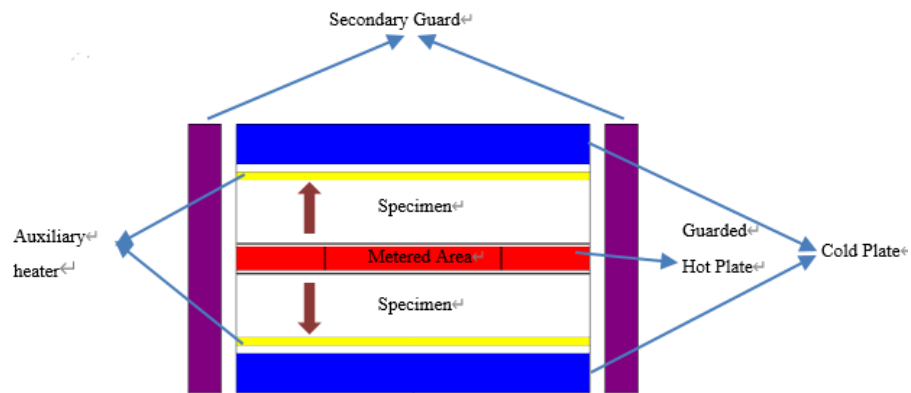 Secondary Guard↵
Specimen↵
Auxiliary↵
heater↵
Guarded↵
Hot Plate↵
Metered Area↵
Cold Plate↵
Specimen↵